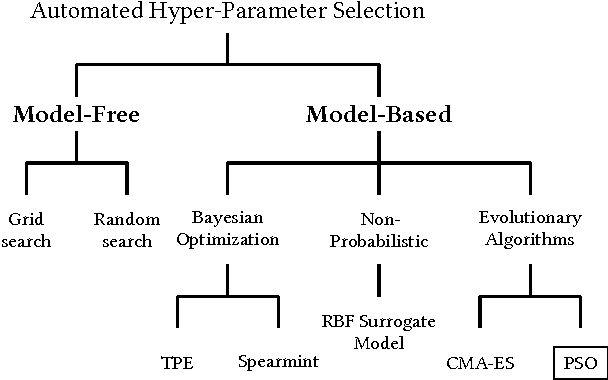 Automated Hyper-Parameter Selection
Model-Free
Model-Based
Grid
search
Random
search
Bayesian
Optimization
Non-
Probabilistic
Evolutionary
Algorithms
TPE
Spearmint
RBF Surrogate
Model
CMA-ES
PSO